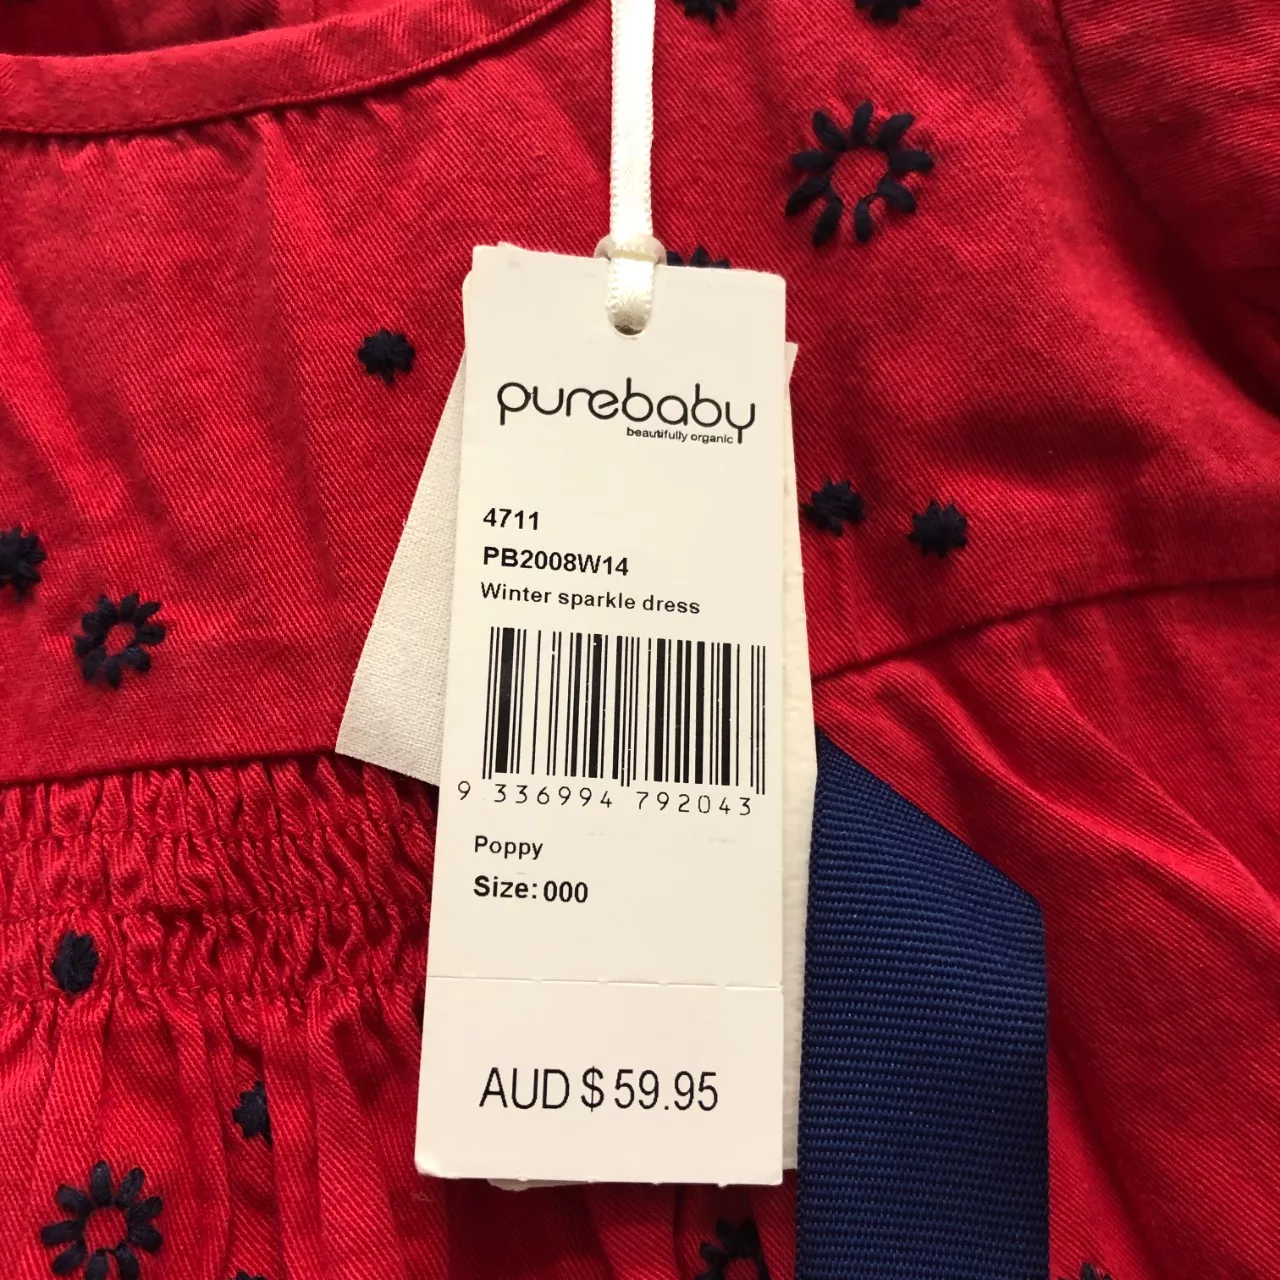 purebaby
beautifully organic
4711
PB2008W14
Winter sparkle dress
9 336994 792043
Poppy
Size: 000
AUD $ 59.95